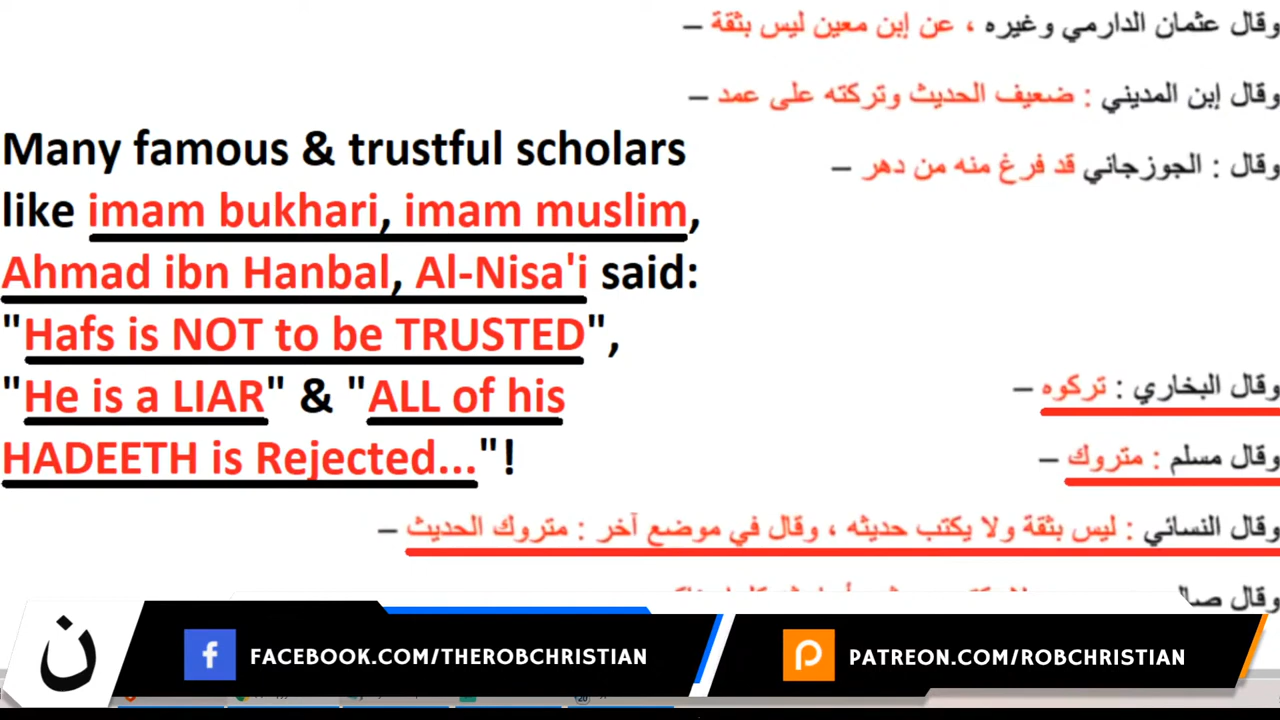 وقال عثمان الدارمي وغيره ، عن إبن معين ليس بثقة –
وقال إبن المديني : ضعيف الحديث وتركته على عمد –
وقال : الجوزجاني قد فرغ منه من دهر –
Many famous & trustful scholars
like imam bukhari, imam muslim,
Ahmad ibn Hanbal, Al-Nisa'i said:
"Hafs is NOT to be TRUSTED",
"He is a LIAR" & "ALL of his
HADEETH is Rejected..."!
وقال البخاري : تركوه –
وقال مسلم : متروك –
وقال النسائي : ليس بثقة ولا يكتب حديثه ، وقال في موضع آخر : متروك الحديث –
وقال
ن
FACEBOOK.COM/THEROBCHRISTIAN
PATREON.COM/ROBCHRISTIAN